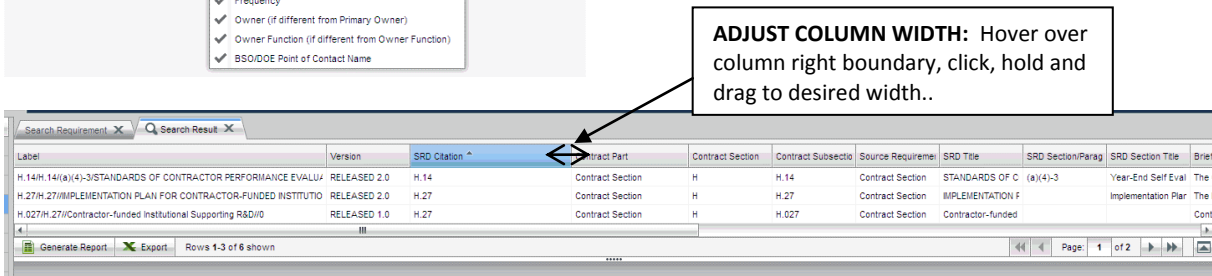 Frequency
Owner (if different from Primary Owner)
Owner Function (if different from Owner Function)
BSO/DOE Point of Contact Name
ADJUST COLUMN WIDTH: Hover over
column right boundary, click, hold and
drag to desired width..
Search Requirement Search Result
Label Version SRD Citation Contract Part Contract Section Contract Subsectio Source Requiremen SRD Title SRD Section/Parag SRD Section Title Brief
H.14/H.14/(a)(4)-3/STANDARDS OF CONTRACTOR PERFORMANCE EVALUA RELEASED 2.0 H.14 Contract Section H H.14 Contract Section STANDARDS OF C (a)(4)-3 Year-End Self Eval The
H.27/H.27//IMPLEMENTATION PLAN FOR CONTRACTOR-FUNDED INSTITUTIO RELEASED 2.0 H.27 Contract Section H H.27 Contract Section IMPLEMENTATION F Implementation Plan The
H.027/H.27//Contractor-funded Institutional Supporting R&D//0 RELEASED 1.0 H.27 Contract Section H H.027 Contract Section Contractor-funded Cont
Generate Report Export Rows 1-3 of 6 shown Page: 1 of 2